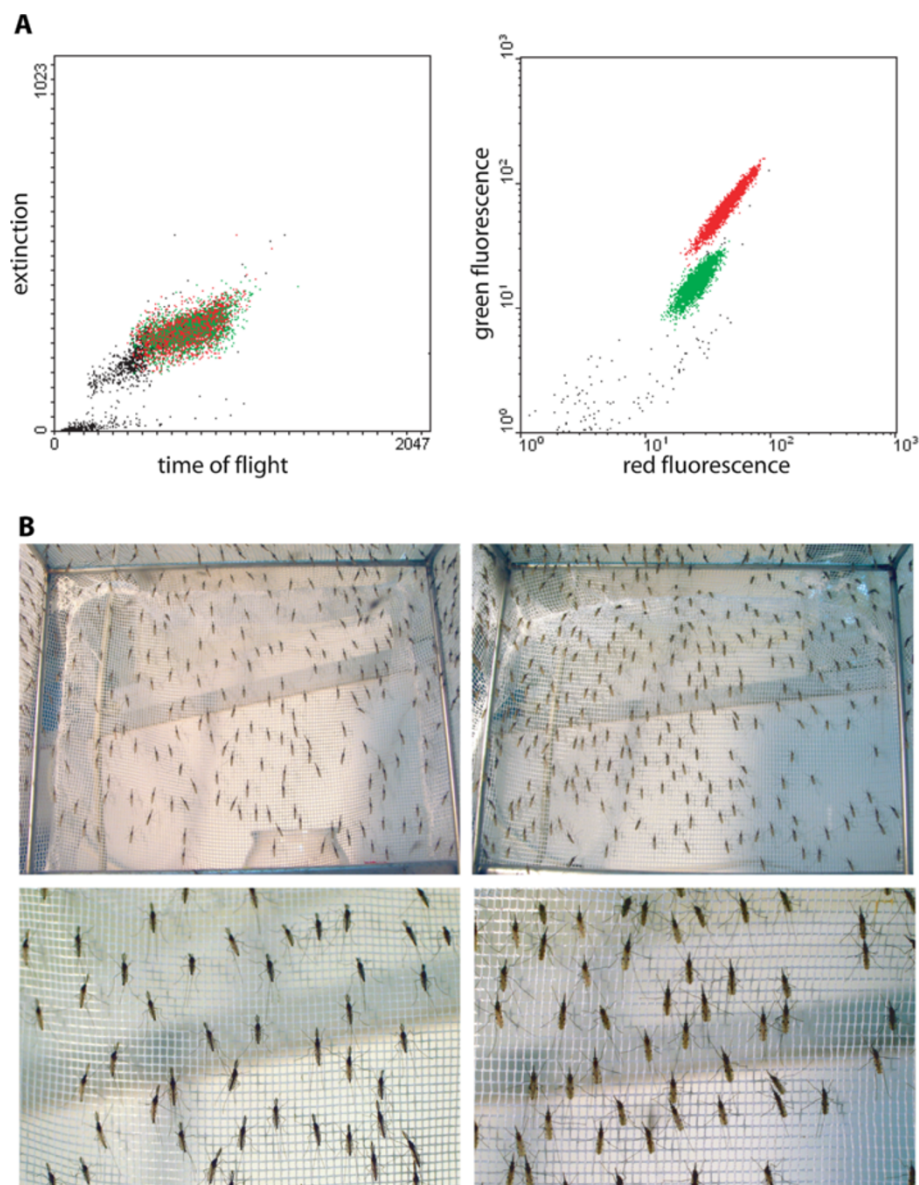 A
1023
extinction
0
0
2047
time of flight
10³
10²
10¹
10⁰
green fluorescence
10⁰
10¹
10²
10³
red fluorescence
B